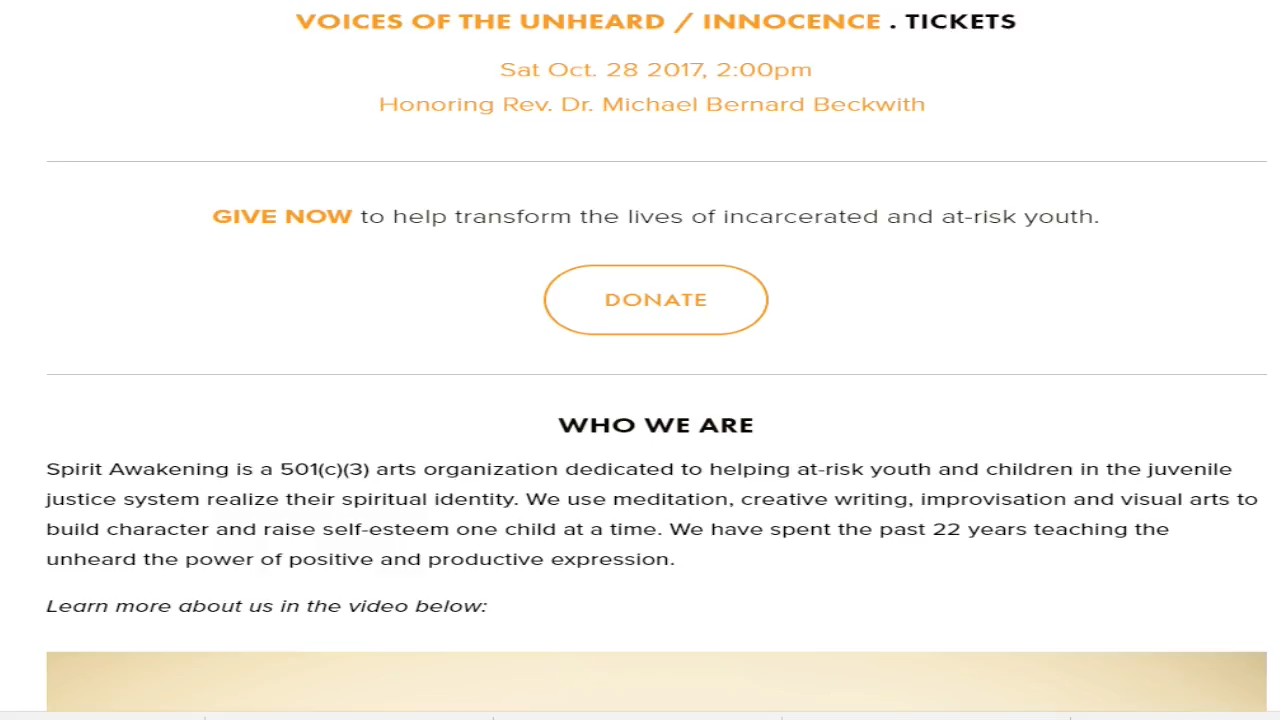 VOICES OF THE UNHEARD / INNOCENCE . TICKETS
Sat Oct. 28 2017, 2:00pm
Honoring Rev. Dr. Michael Bernard Beckwith
GIVE NOW to help transform the lives of incarcerated and at-risk youth.
DONATE
WHO WE ARE
Spirit Awakening is a 501(c)(3) arts organization dedicated to helping at-risk youth and children in the juvenile
justice system realize their spiritual identity. We use meditation, creative writing, improvisation and visual arts to
build character and raise self-esteem one child at a time. We have spent the past 22 years teaching the
unheard the power of positive and productive expression.
Learn more about us in the video below: